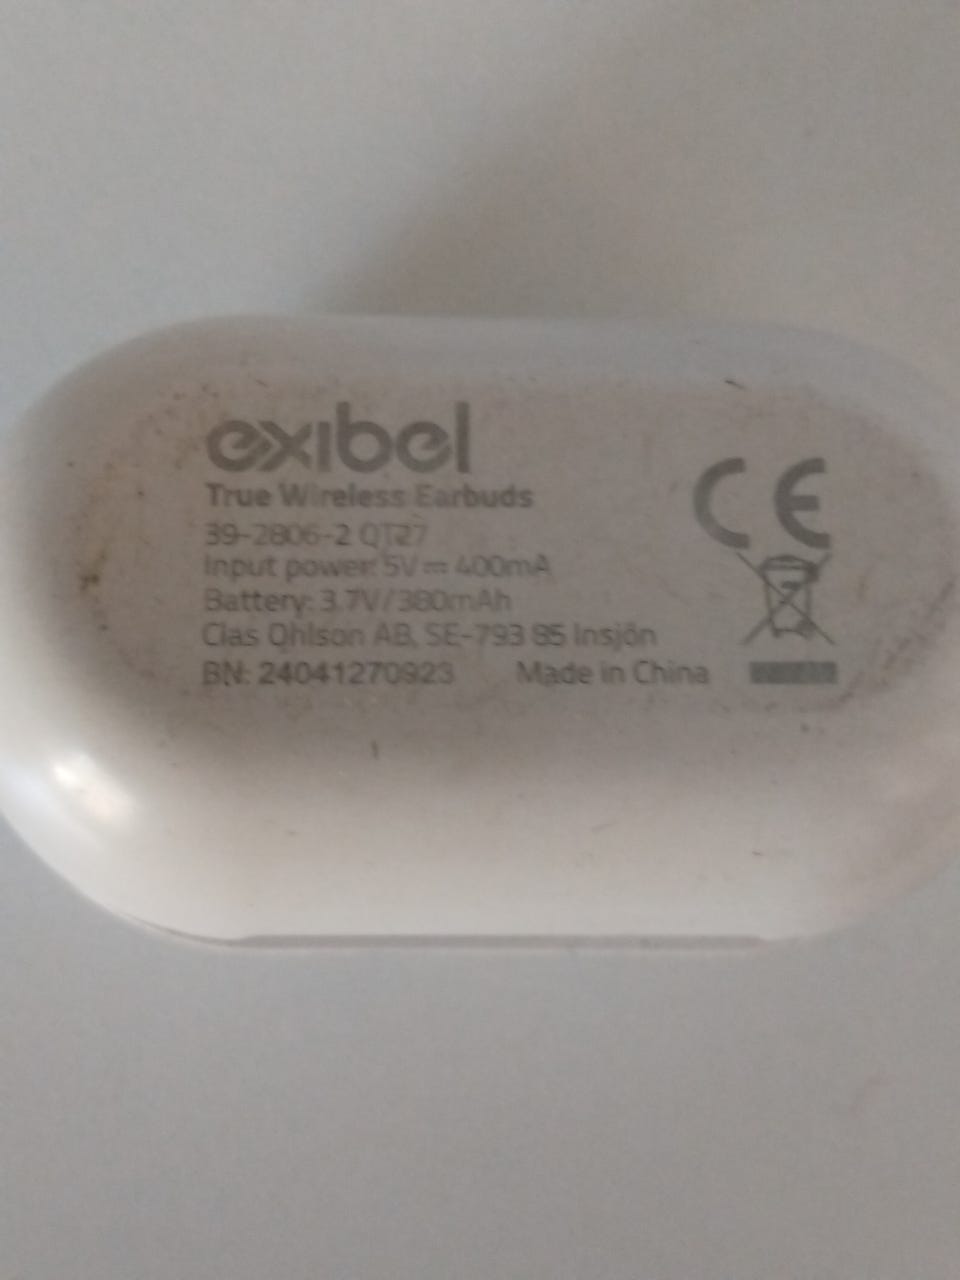 exibel
True Wireless Earbuds
39-2806-2 QT27
Input power: 5V⎓400mA
Battery: 3.7V/380mAh
Clas Ohlson AB, SE-793 85 Insjön
BN: 24041270923 Made in China
CE